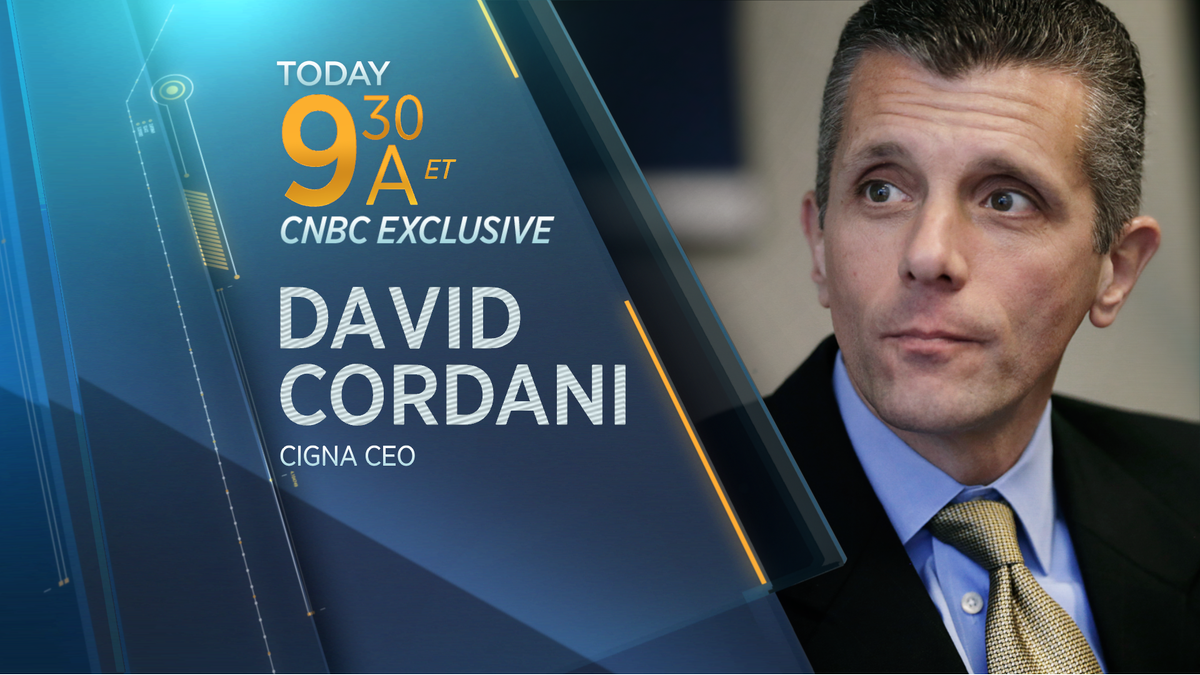 TODAY
9 30 A ET
CNBC EXCLUSIVE
DAVID
CORDANI
CIGNA CEO